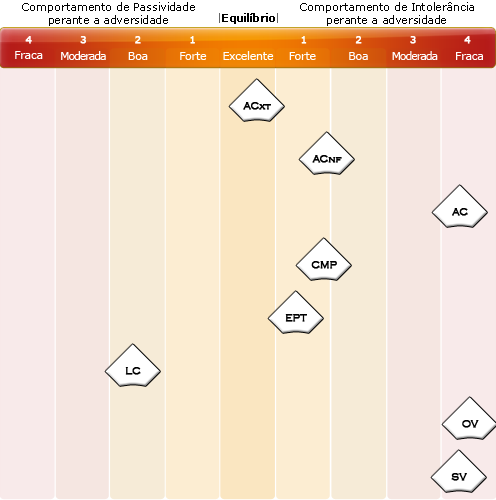 Comportamento de Passividade
perante a adversidade
|Equilíbrio|
Comportamento de Intolerância
perante a adversidade
4 3 2 1 1 2 3 4
Fraca Moderada Boa Forte Excelente Forte Boa Moderada Fraca
ACXT
ACNF
AC
CMP
EPT
LC
OV
SV